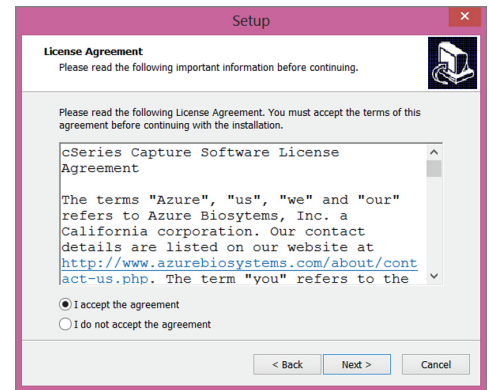 Setup
License Agreement
Please read the following important information before continuing.
Please read the following License Agreement. You must accept the terms of this
agreement before continuing with the installation.
cSeries Capture Software License
Agreement
The terms "Azure", "us", "we" and "our"
refers to Azure Biosytems, Inc. a
California corporation. Our contact
details are listed on our website at
http://www.azurebiosystems.com/about/cont
act-us.php. The term "you" refers to the
I accept the agreement
I do not accept the agreement
< Back Next > Cancel